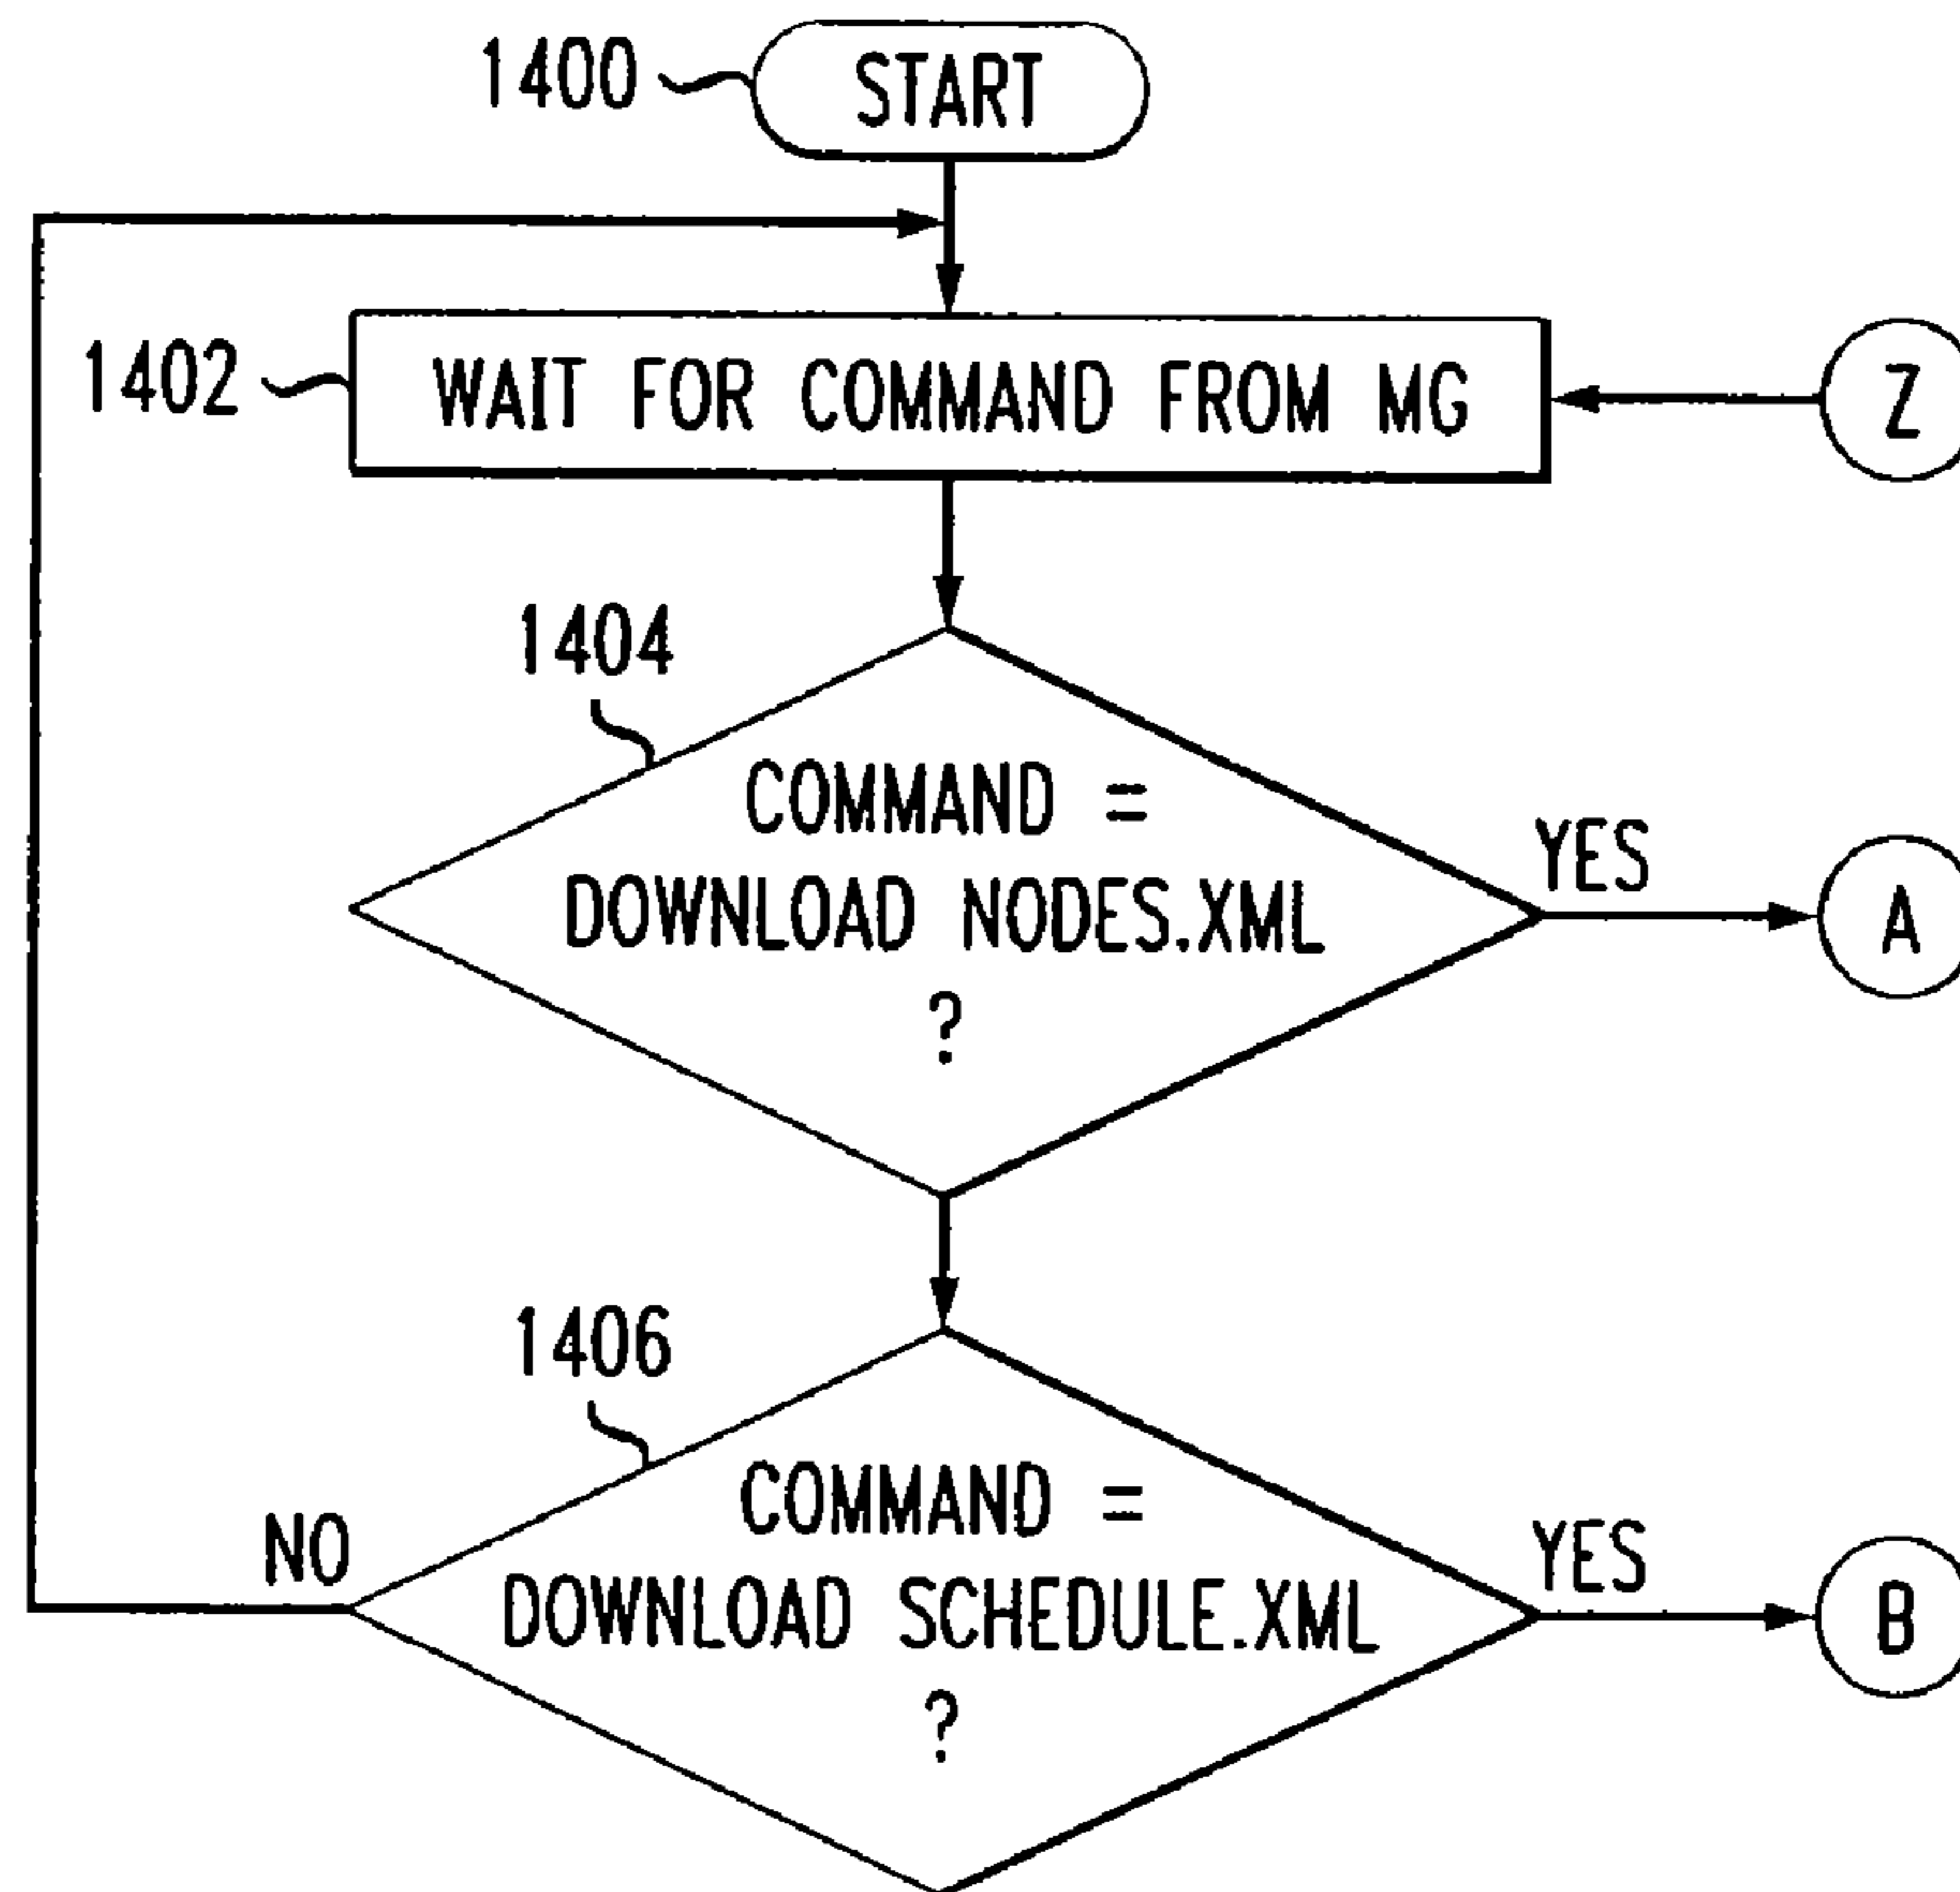 1400
START
1402
WAIT FOR COMMAND FROM MG
Z
1404
COMMAND =
DOWNLOAD NODES.XML
?
YES
A
1406
COMMAND =
DOWNLOAD SCHEDULE.XML
?
NO
YES
B